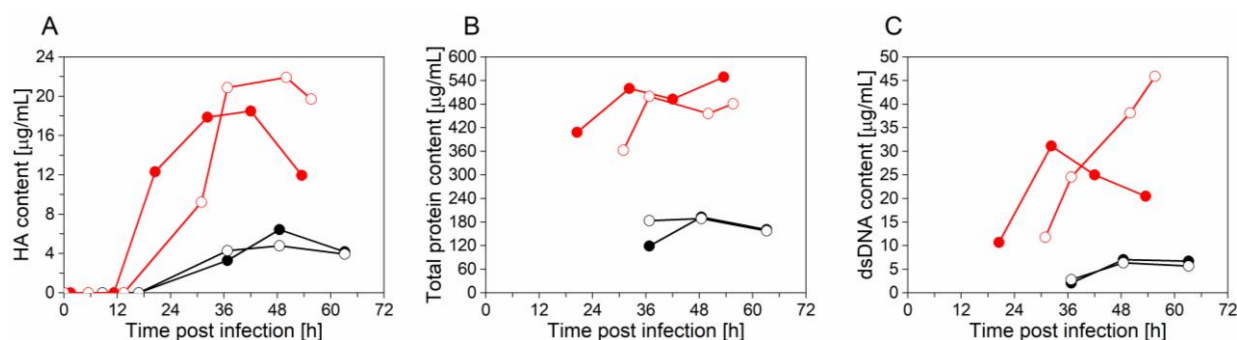 A
HA content [µg/mL]
24
20
16
12
8
4
0
0 12 24 36 48 60 72
Time post infection [h]
B
Total protein content [µg/mL]
600
540
480
420
360
300
240
180
120
60
0
0 12 24 36 48 60 72
Time post infection [h]
C
dsDNA content [µg/mL]
50
45
40
35
30
25
20
15
10
5
0
0 12 24 36 48 60 72
Time post infection [h]